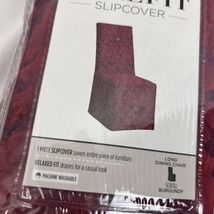 SLIPCOVER
1 PIECE SLIPCOVER covers entire piece of furniture
RELAXED FIT drapes for a casual look
MACHINE WASHABLE
LONG
DINING CHAIR
SCROLL
BURGUNDY